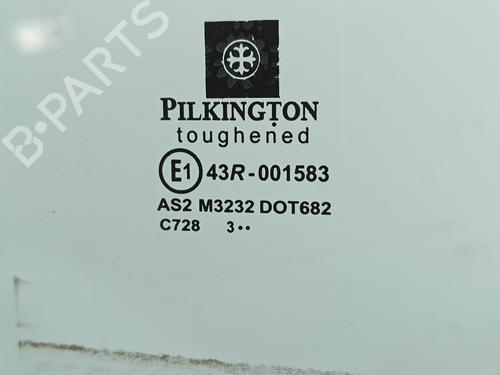 B-PARTS
PILKINGTON
toughened
E1 43R-001583
AS2 M3232 DOT682
C728 3••